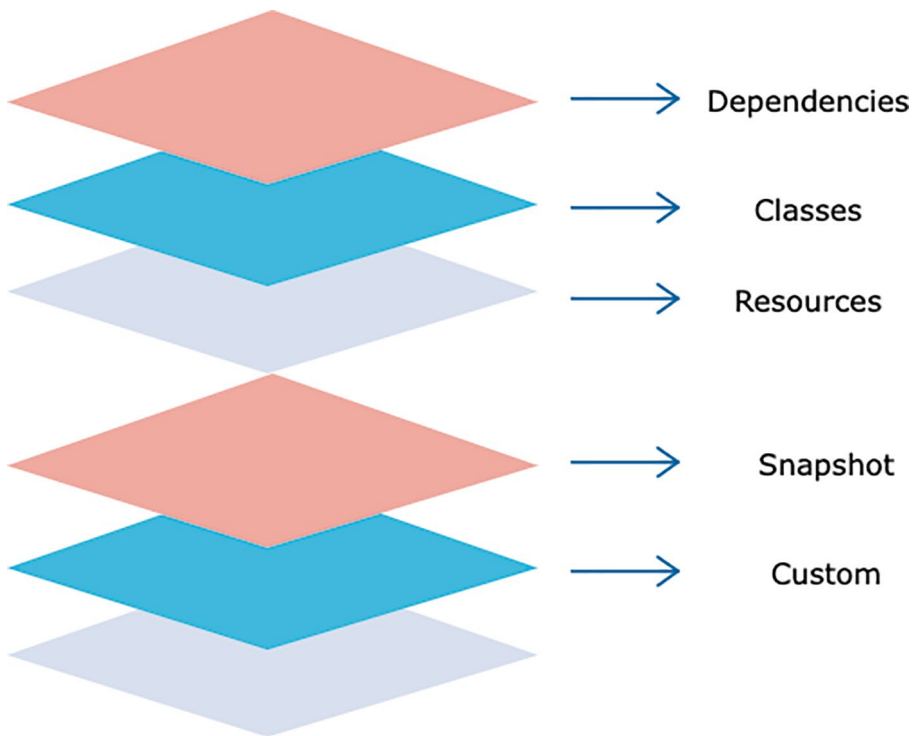 Dependencies
Classes
Resources
Snapshot
Custom